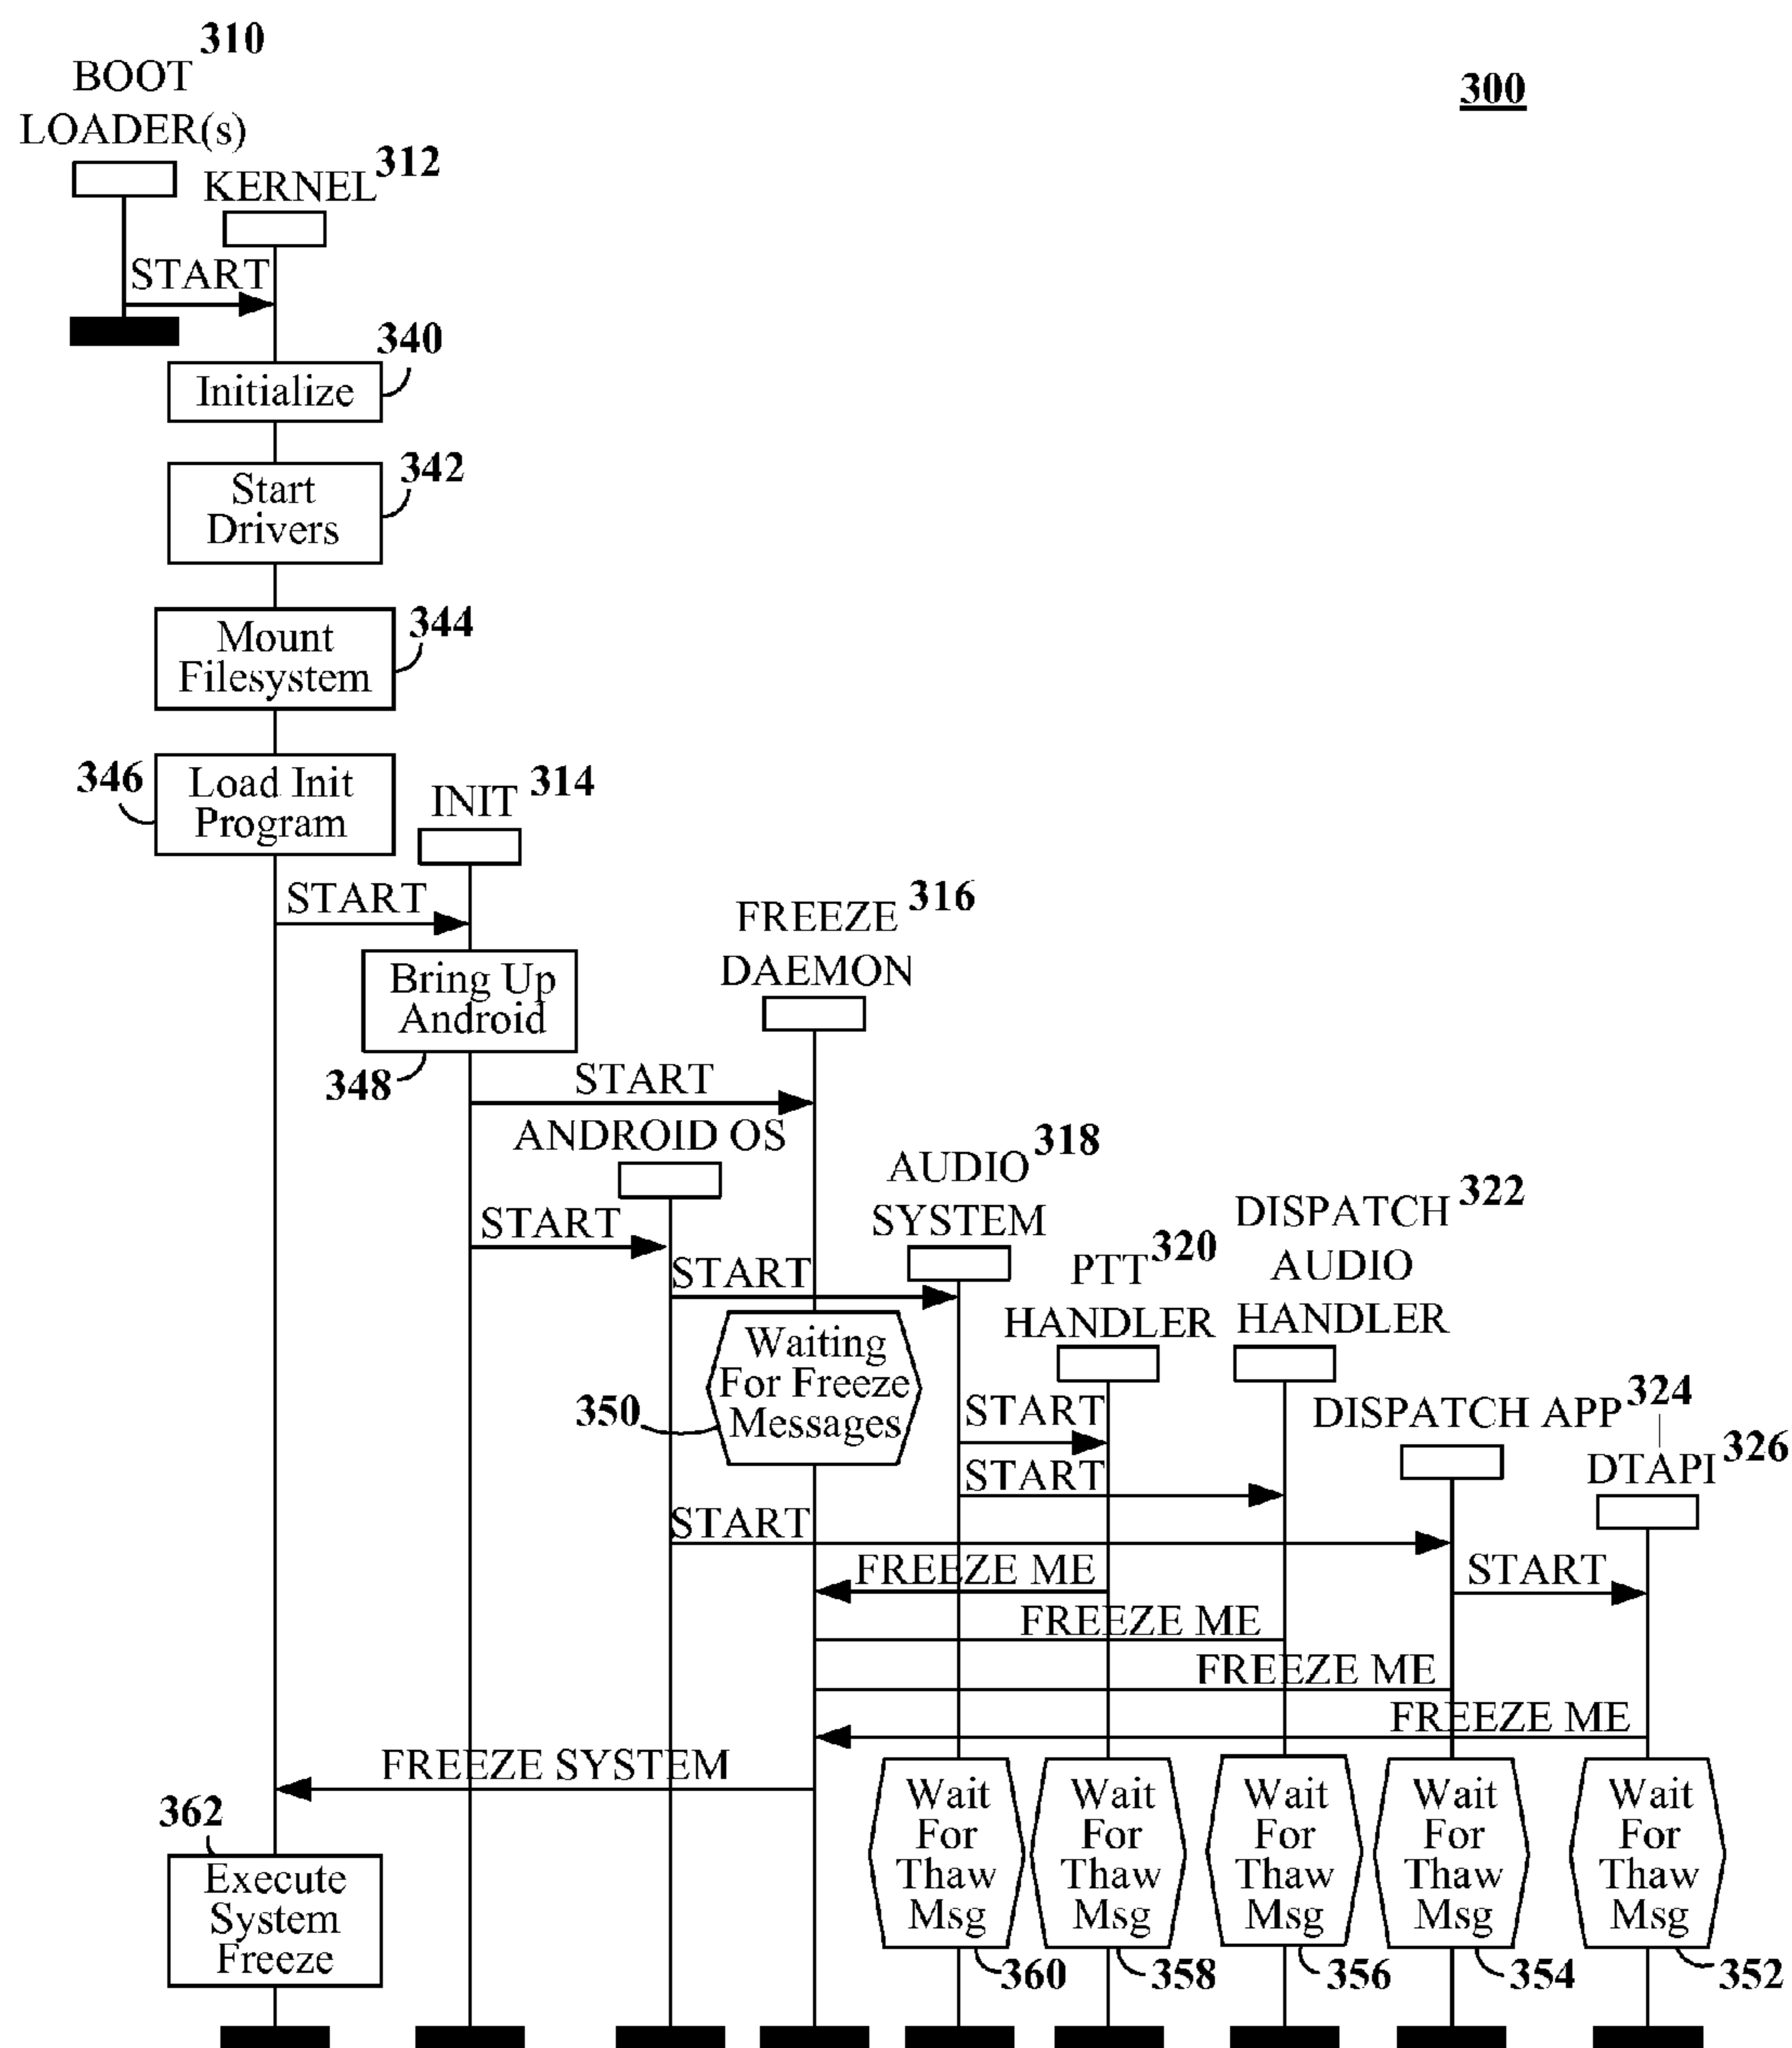 310
BOOT
LOADER(s)
300
KERNEL 312
START
340
Initialize
342
Start
Drivers
344
Mount
Filesystem
346
Load Init
Program
INIT 314
START
FREEZE 316
DAEMON
Bring Up
Android
348
START
ANDROID OS
AUDIO 318
SYSTEM
DISPATCH 322
AUDIO
HANDLER
START
PTT 320
HANDLER
START
Waiting
For Freeze
Messages
350
START
DISPATCH APP 324
DTAPI 326
START
START
FREEZE ME
START
FREEZE ME
FREEZE ME
FREEZE ME
FREEZE SYSTEM
362
Execute
System
Freeze
Wait
For
Thaw
Msg
360
Wait
For
Thaw
Msg
358
Wait
For
Thaw
Msg
356
Wait
For
Thaw
Msg
354
Wait
For
Thaw
Msg
352